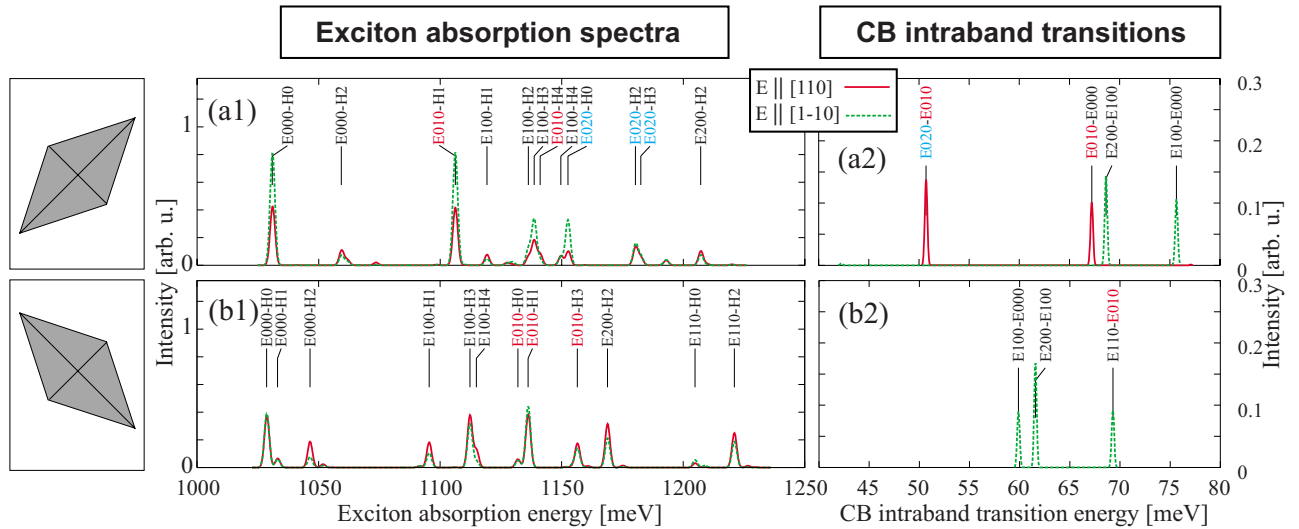 Exciton absorption spectra
CB intraband transitions
E || [110]
E || [1-10]
(a1)
E000-H0
E000-H2
E010-H1
E100-H1
E100-H2
E100-H3
E010-H4
E100-H4
E020-H0
E020-H2
E020-H3
E200-H2
1
0
(a2)
E020-E010
E010-E000
E200-E100
E100-E000
0.3
0.2
0.1
0
Intensity [arb. u.]
Intensity [arb. u.]
(b1)
E000-H0
E000-H1
E000-H2
E100-H1
E100-H3
E100-H4
E010-H0
E010-H1
E010-H3
E200-H2
E110-H0
E110-H2
1
0
(b2)
E100-E000
E200-E100
E110-E010
0.3
0.2
0.1
0
1000 1050 1100 1150 1200 1250
Exciton absorption energy [meV]
45 50 55 60 65 70 75 80
CB intraband transition energy [meV]